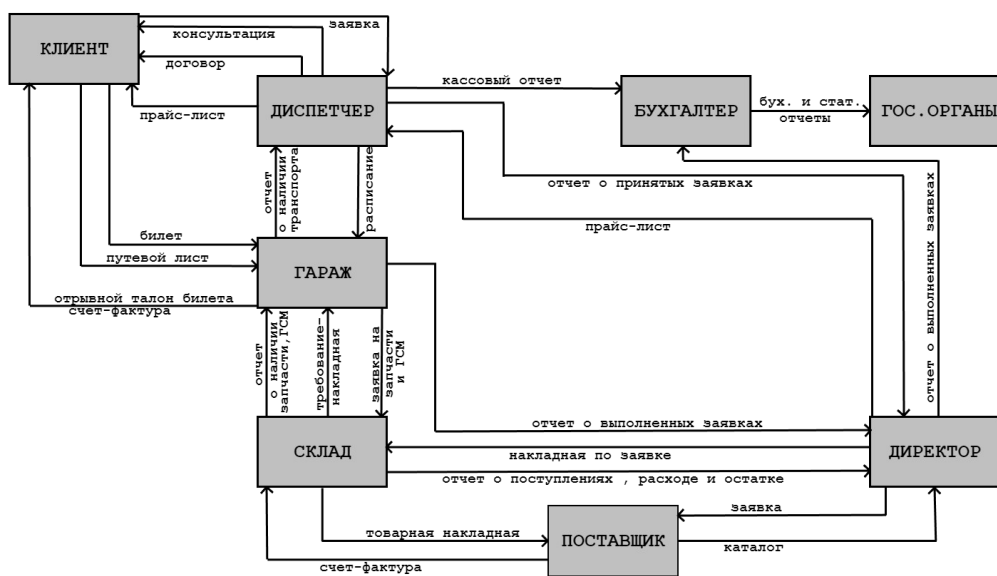 заявка
консультация
КЛИЕНТ
договор
кассовый отчет
прайс-лист
ДИСПЕТЧЕР
БУХГАЛТЕР
бух. и стат.
отчеты
ГОС.ОРГАНЫ
отчет
о наличии
транспорта
расписание
отчет о принятых заявках
прайс-лист
отчет о выполненных заявках
билет
путевой лист
ГАРАЖ
отрывной талон билета
счет-фактура
отчет
о наличии
запчасти,ГСМ
требование-
накладная
заявка на
запчасти
и ГСМ
отчет о выполненных заявках
СКЛАД
накладная по заявке
ДИРЕКТОР
отчет о поступлениях , расходе и остатке
заявка
товарная накладная
ПОСТАВЩИК
каталог
счет-фактура